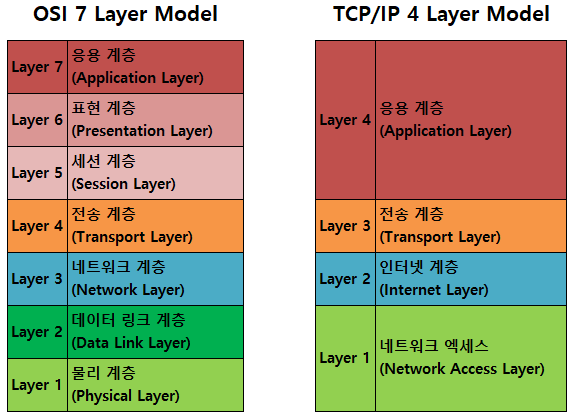 OSI 7 Layer Model
Layer 7
응용 계층
(Application Layer)
Layer 6
표현 계층
(Presentation Layer)
Layer 5
세션 계층
(Session Layer)
Layer 4
전송 계층
(Transport Layer)
Layer 3
네트워크 계층
(Network Layer)
Layer 2
데이터 링크 계층
(Data Link Layer)
Layer 1
물리 계층
(Physical Layer)
TCP/IP 4 Layer Model
Layer 4
응용 계층
(Application Layer)
Layer 3
전송 계층
(Transport Layer)
Layer 2
인터넷 계층
(Internet Layer)
Layer 1
네트워크 엑세스
(Network Access Layer)